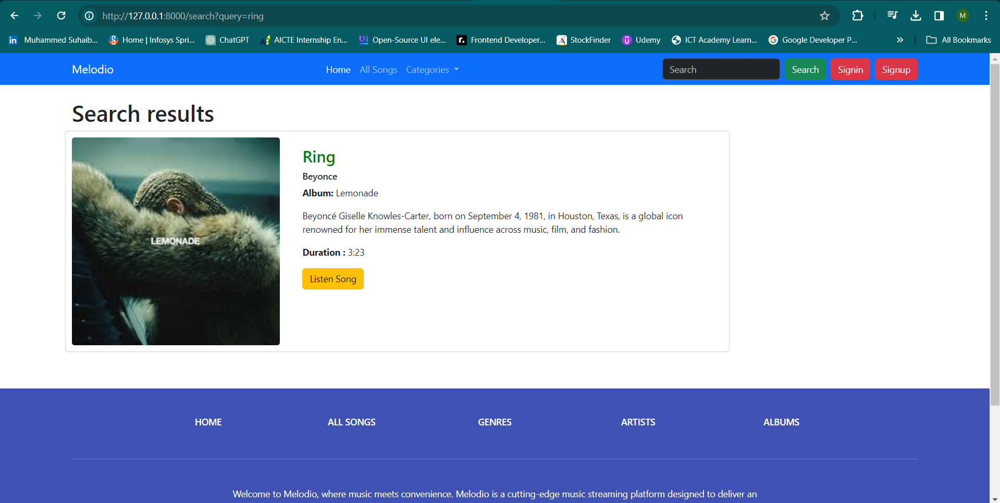 http://127.0.0.1:8000/search?query=ring
M
in Muhammed Suhaib...
Home | Infosys Spri...
ChatGPT
AICTE Internship En...
Open-Source UI ele...
r. Frontend Developer...
StockFinder
Udemy
ICT Academy Learn...
Google Developer P...
All Bookmarks
Melodio
Home
All Songs
Categories
Search
Search
Signin
Signup
Search results
LEMONADE
Ring
Beyonce
Album: Lemonade
Beyoncé Giselle Knowles-Carter, born on September 4, 1981, in Houston, Texas, is a global icon
renowned for her immense talent and influence across music, film, and fashion.
Duration : 3:23
Listen Song
HOME
ALL SONGS
GENRES
ARTISTS
ALBUMS
Welcome to Melodio, where music meets convenience. Melodio is a cutting-edge music streaming platform designed to deliver an